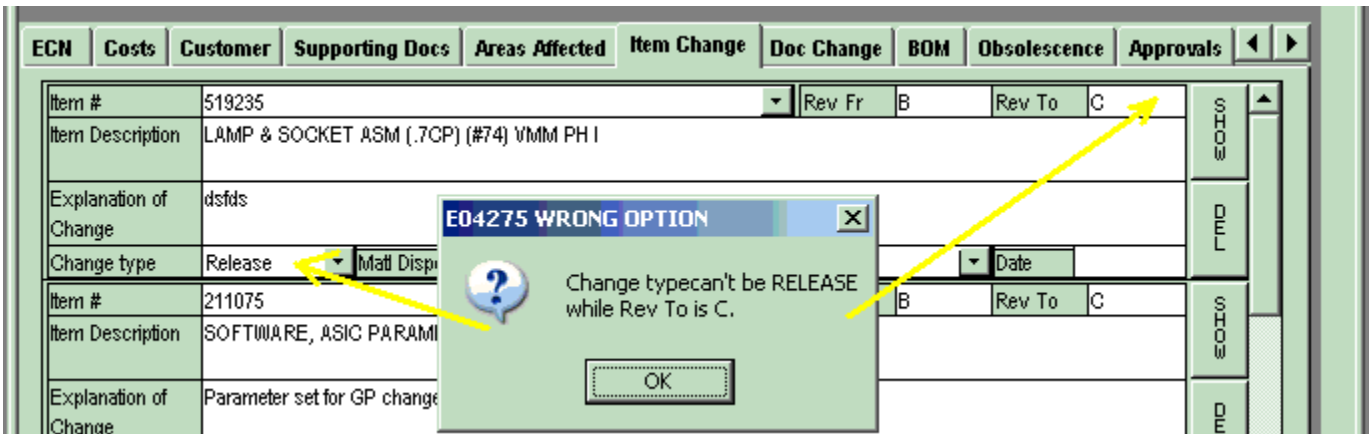 ECN Costs Customer Supporting Docs Areas Affected Item Change Doc Change BOM Obsolescence Approvals
Item # 519235 Rev Fr B Rev To C
Item Description LAMP & SOCKET ASM (.7CP) (#74) VMM PH I
SHOW
Explanation of Change dsfds
DEL
Change type Release Matl Date
E04275 WRONG OPTION
Change typecan't be RELEASE
while Rev To is C.
OK
Item # 211075 B Rev To C
Item Description SOFTWARE, ASIC
SHOW
Explanation of Change Parameter set for GP change